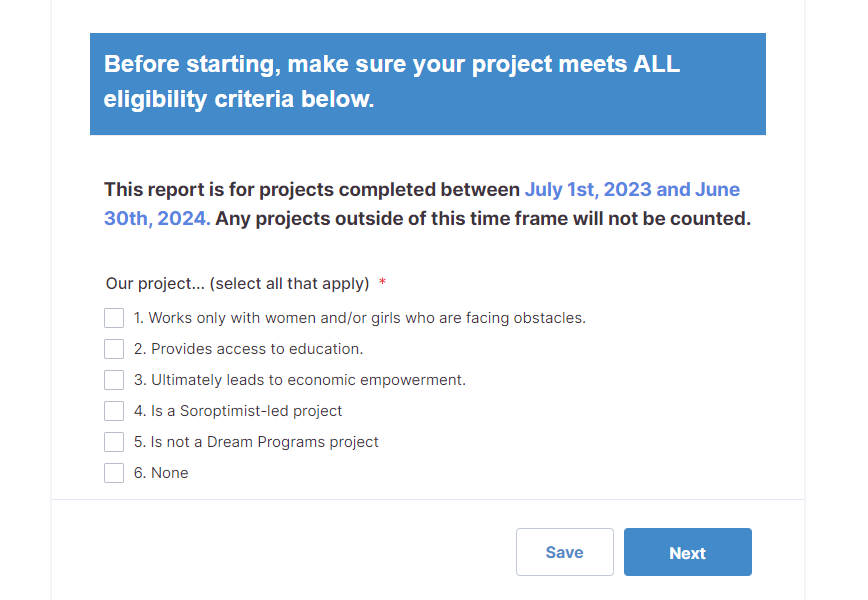 Before starting, make sure your project meets ALL
eligibility criteria below.
This report is for projects completed between July 1st, 2023 and June
30th, 2024. Any projects outside of this time frame will not be counted.
Our project... (select all that apply) *
1. Works only with women and/or girls who are facing obstacles.
2. Provides access to education.
3. Ultimately leads to economic empowerment.
4. Is a Soroptimist-led project
5. Is not a Dream Programs project
6. None
Save
Next